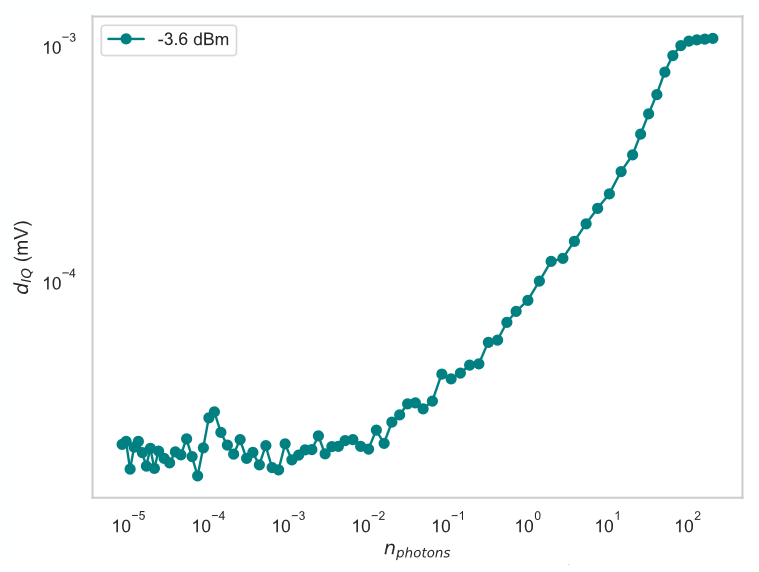 -3.6 dBm
10⁻³
10⁻⁴
d_IQ (mV)
10⁻⁵ 10⁻⁴ 10⁻³ 10⁻² 10⁻¹ 10⁰ 10¹ 10²
n_photons